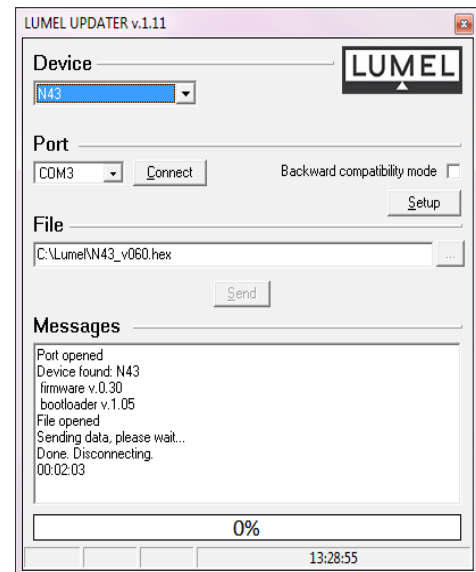 LUMEL UPDATER v.1.11
Device
LUMEL
N43
Port
COM3
Connect
Backward compatibility mode
Setup
File
C:\Lumel\N43_v060.hex
...
Send
Messages
Port opened
Device found: N43
firmware v.0.30
bootloader v.1.05
File opened
Sending data, please wait...
Done. Disconnecting.
00:02:03
0%
13:28:55